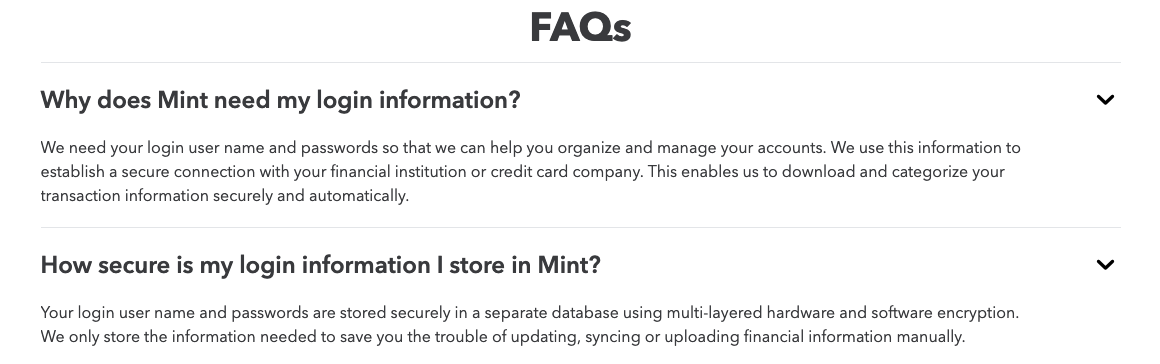 FAQs
Why does Mint need my login information?
We need your login user name and passwords so that we can help you organize and manage your accounts. We use this information to
establish a secure connection with your financial institution or credit card company. This enables us to download and categorize your
transaction information securely and automatically.
How secure is my login information I store in Mint?
Your login user name and passwords are stored securely in a separate database using multi-layered hardware and software encryption.
We only store the information needed to save you the trouble of updating, syncing or uploading financial information manually.